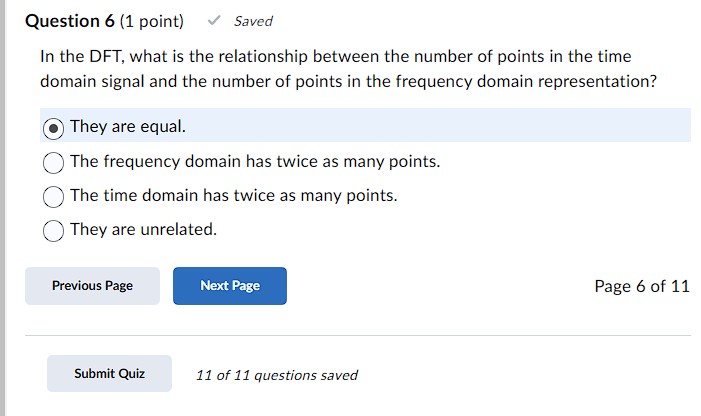 Question 6 (1 point) Saved
In the DFT, what is the relationship between the number of points in the time
domain signal and the number of points in the frequency domain representation?
They are equal.
The frequency domain has twice as many points.
The time domain has twice as many points.
They are unrelated.
Previous Page Next Page Page 6 of 11
Submit Quiz 11 of 11 questions saved